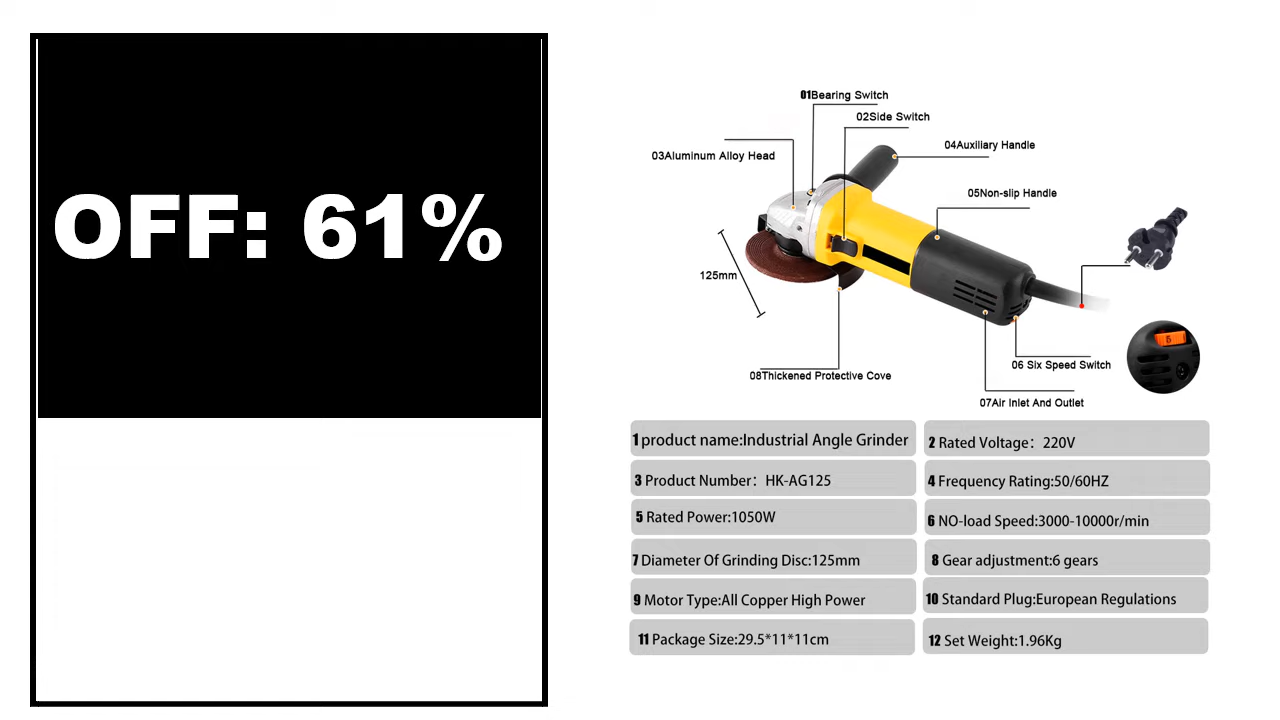 OFF: 61%
01Bearing Switch
02Side Switch
03Aluminum Alloy Head
04Auxiliary Handle
05Non-slip Handle
125mm
06 Six Speed Switch
08Thickened Protective Cove
07Air Inlet And Outlet
1 product name:Industrial Angle Grinder
2 Rated Voltage: 220V
3 Product Number: HK-AG125
4 Frequency Rating:50/60HZ
5 Rated Power:1050W
6 NO-load Speed:3000-10000r/min
7 Diameter Of Grinding Disc:125mm
8 Gear adjustment:6 gears
9 Motor Type:All Copper High Power
10 Standard Plug:European Regulations
11 Package Size:29.5*11*11cm
12 Set Weight:1.96Kg